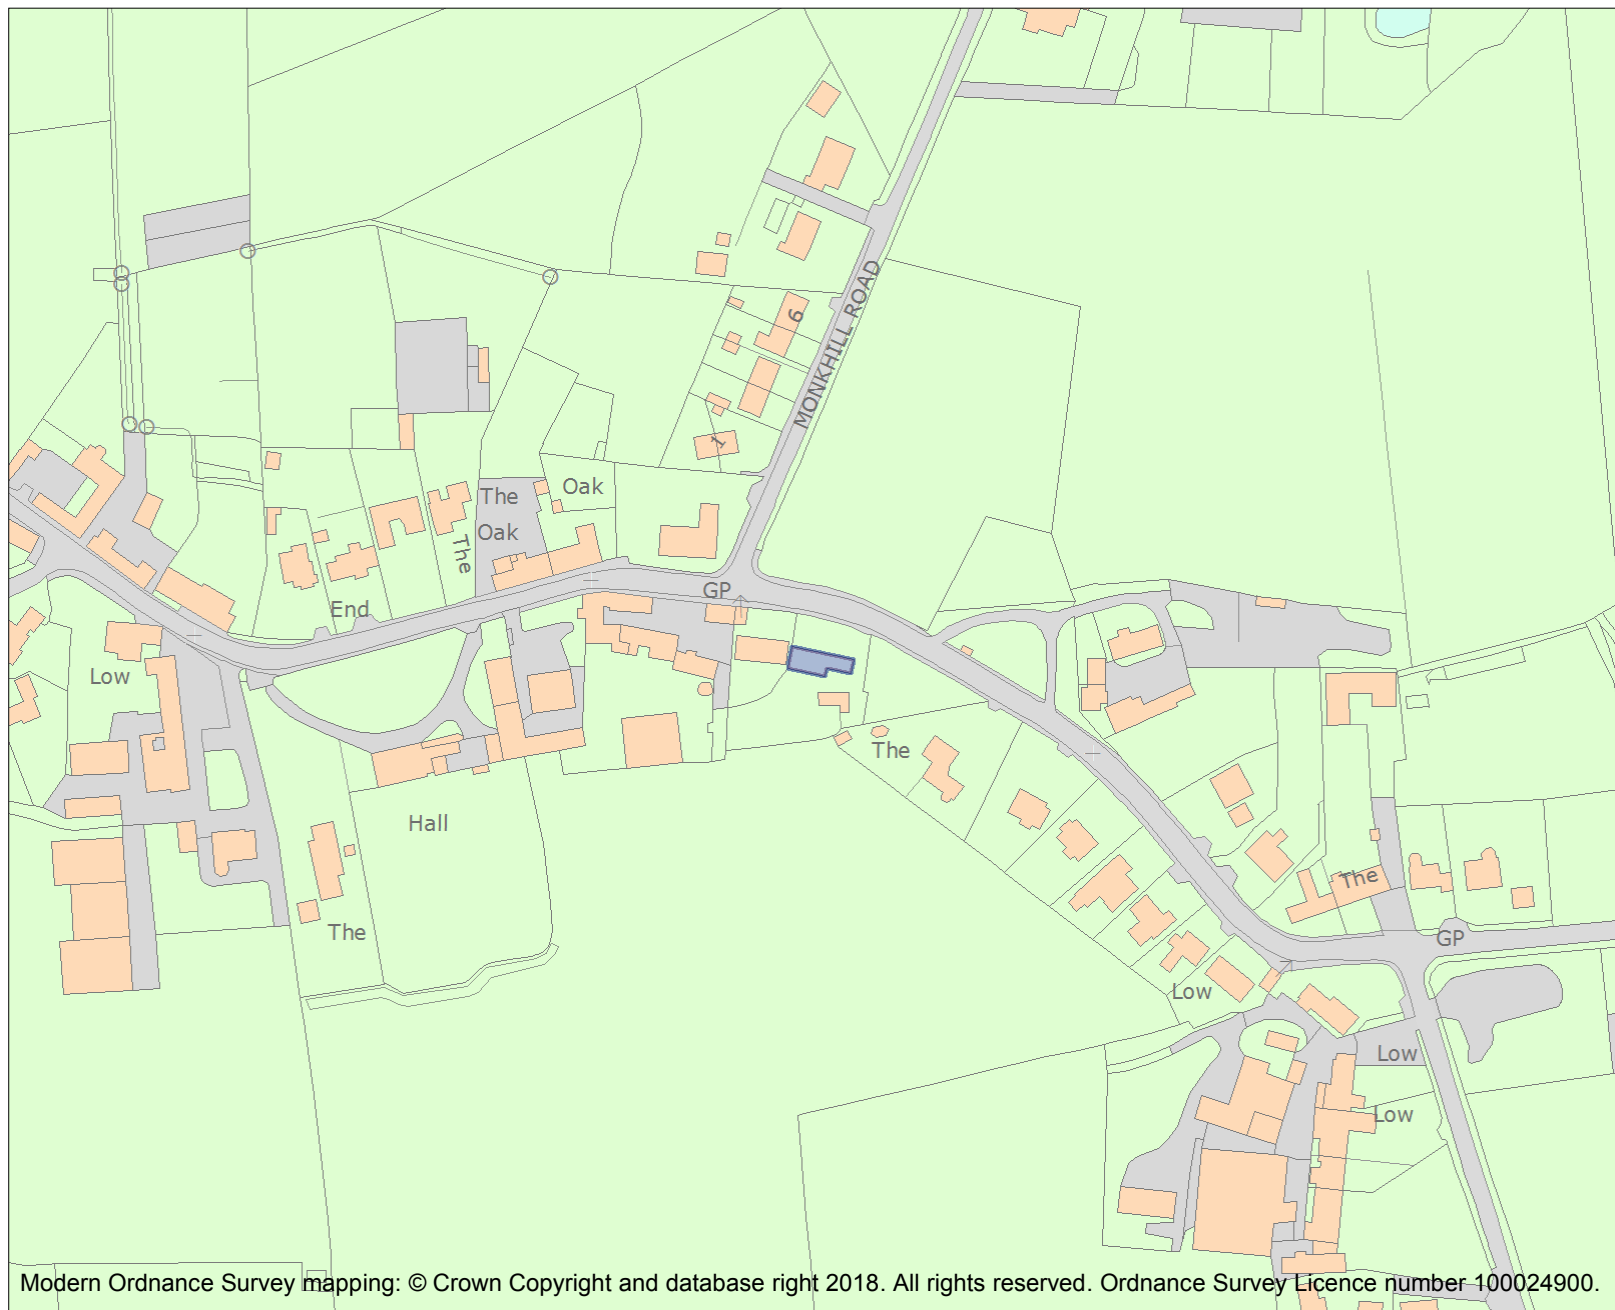 MONKHILL ROAD
6
1
The
Oak
Oak
The
GP
End
Low
The
Hall
The
The
GP
Low
Low
Low
Modern Ordnance Survey mapping: © Crown Copyright and database right 2018. All rights reserved. Ordnance Survey Licence number 100024900.